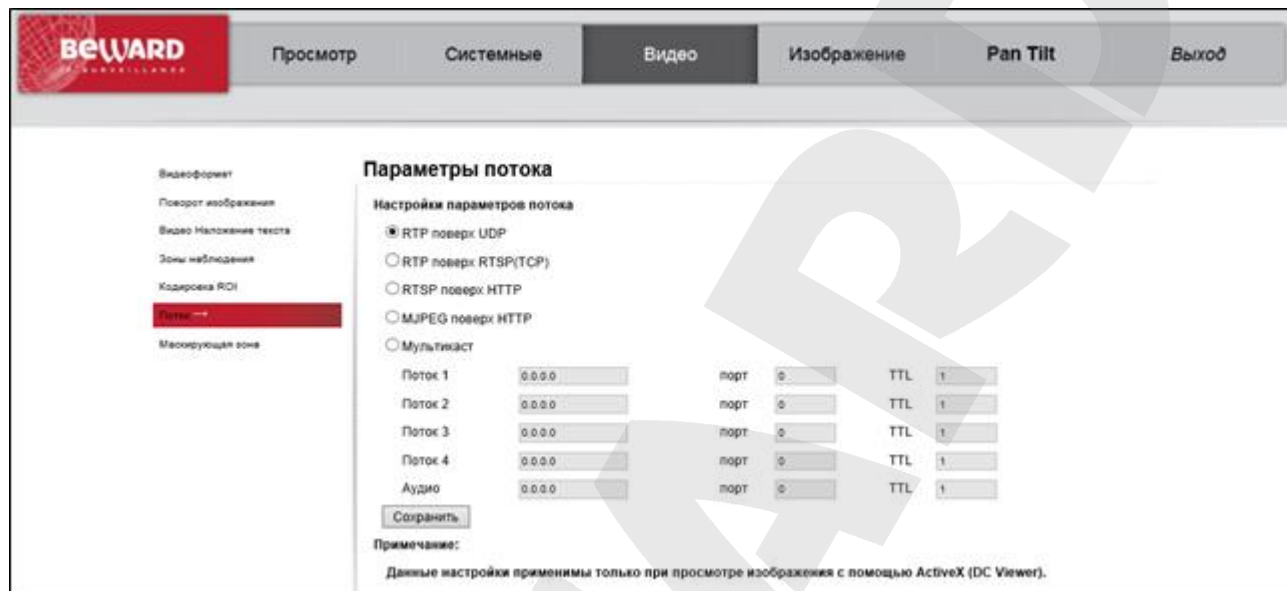 BEWARD
Просмотр Системные Видео Изображение Pan Tilt Выход
Видеоформат
Поворот изображения
Видео Наложение текста
Зоны наблюдения
Кодировка ROI
Поток →
Маскирующая зона
Параметры потока
Настройки параметров потока
RTP поверх UDP
RTP поверх RTSP(TCP)
RTSP поверх HTTP
MJPEG поверх HTTP
Мультикаст
Поток 1 0.0.0.0 порт 0 TTL 1
Поток 2 0.0.0.0 порт 0 TTL 1
Поток 3 0.0.0.0 порт 0 TTL 1
Поток 4 0.0.0.0 порт 0 TTL 1
Аудио 0.0.0.0 порт 0 TTL 1
Сохранить
Примечание:
Данные настройки применимы только при просмотре изображения с помощью ActiveX (DC Viewer).